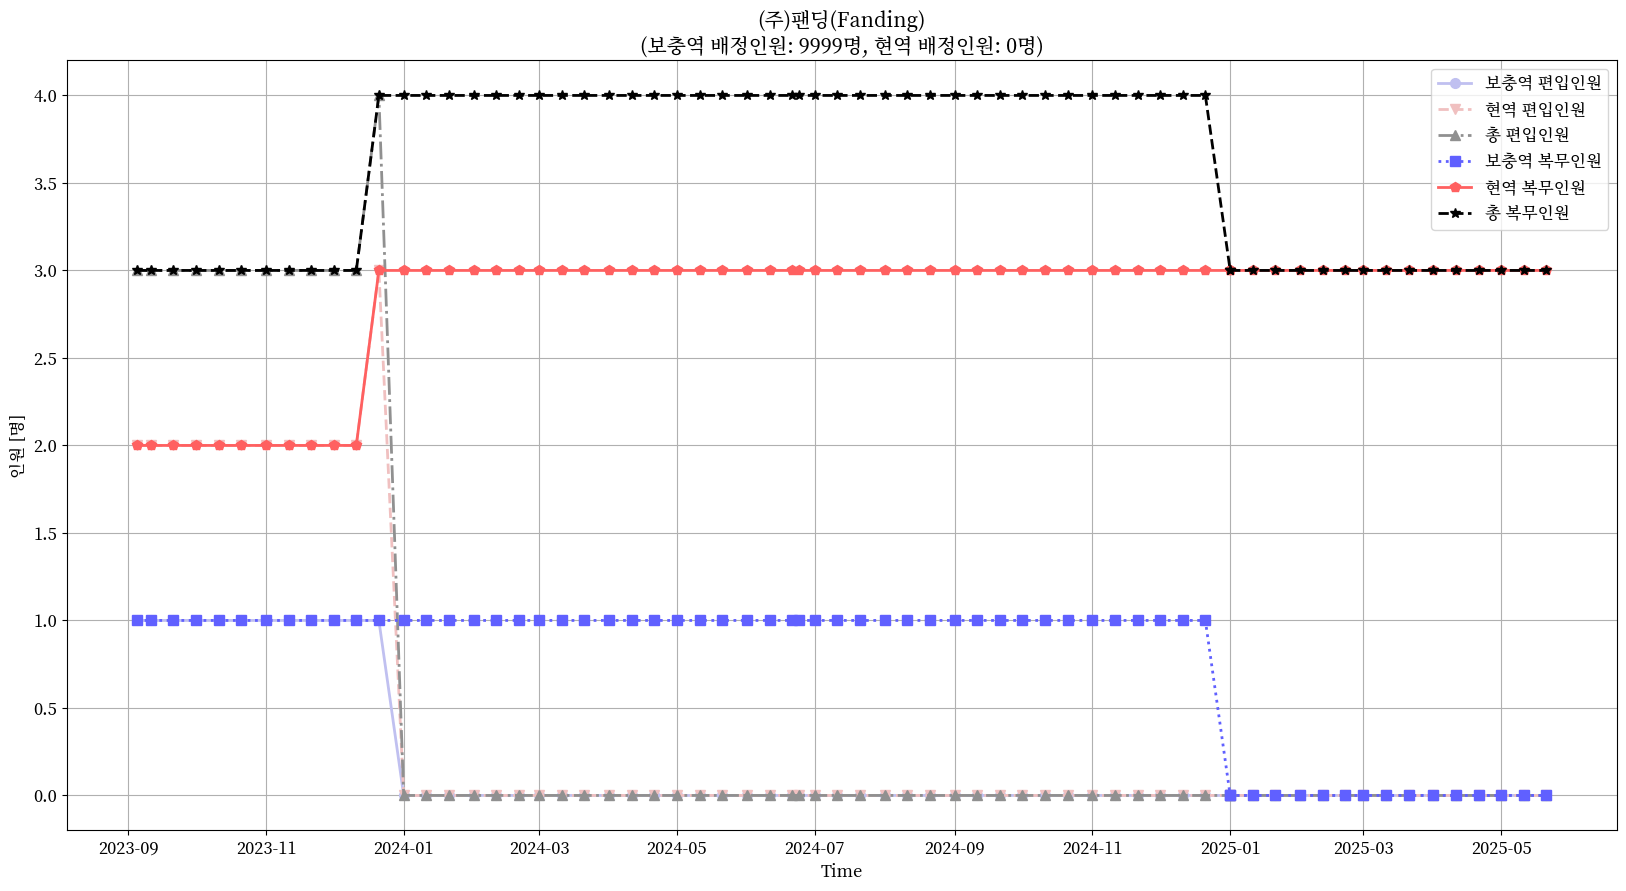 (주)팬딩(Fanding)
(보충역 배정인원: 9999명, 현역 배정인원: 0명)
보충역 편입인원
현역 편입인원
총 편입인원
보충역 복무인원
현역 복무인원
총 복무인원
인원 [명]
4.0
3.5
3.0
2.5
2.0
1.5
1.0
0.5
0.0
2023-09 2023-11 2024-01 2024-03 2024-05 2024-07 2024-09 2024-11 2025-01 2025-03 2025-05
Time